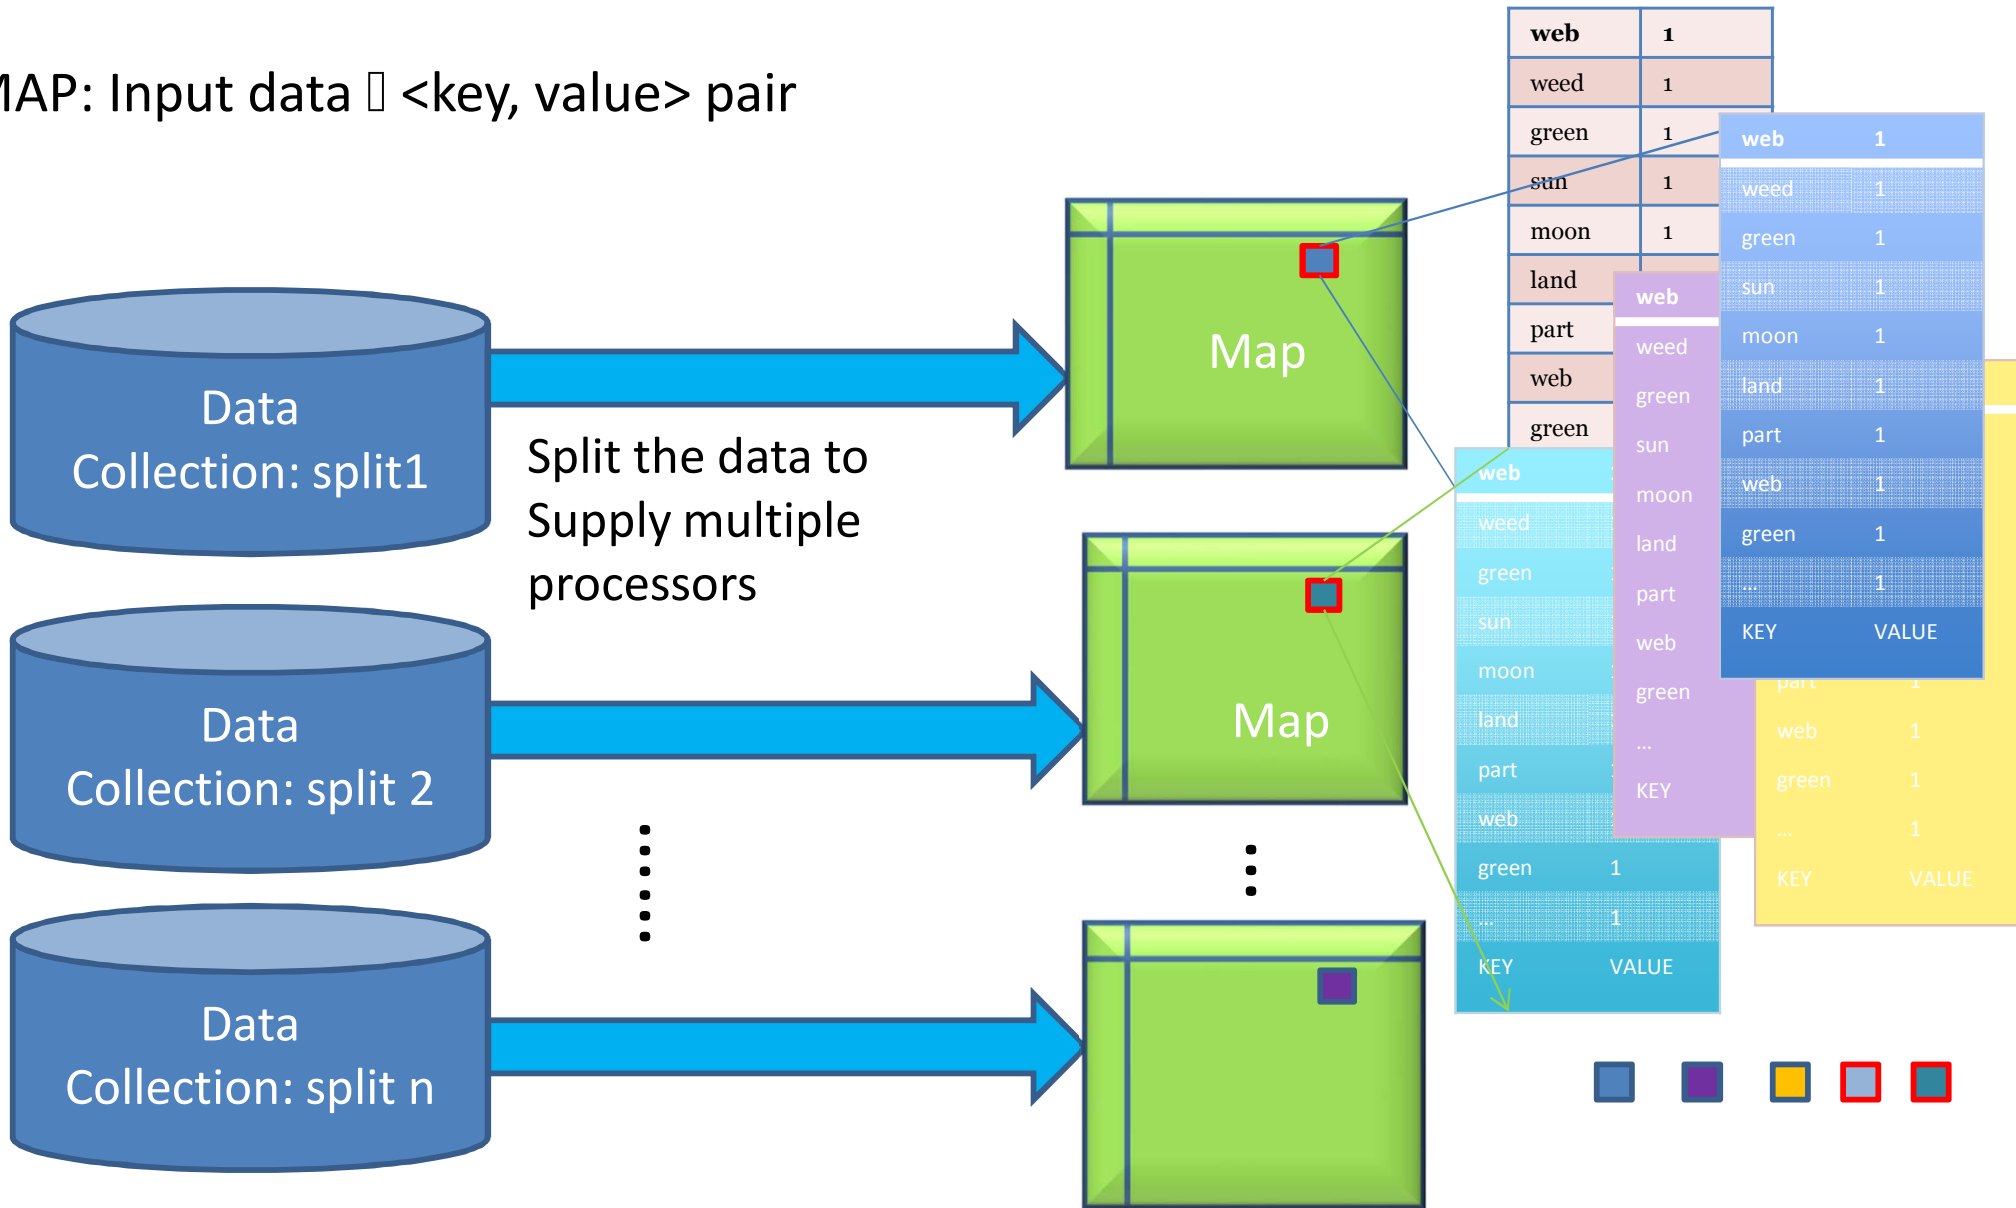 MAP: Input data ▯ <key, value> pair
Data
Collection: split1
Split the data to
Supply multiple
processors
Data
Collection: split 2
Data
Collection: split n
Map
Map
web 1
weed 1
green 1
sun 1
moon 1
land
part
web
green
web 1
weed 1
green 1
sun 1
moon 1
land 1
part 1
web 1
green 1
... 1
KEY VALUE
web
weed
green
sun
moon
land
part
web
green
...
KEY
web
weed
green
sun
moon
land
part
web
green 1
... 1
KEY VALUE
part 1
web 1
green 1
... 1
KEY VALUE